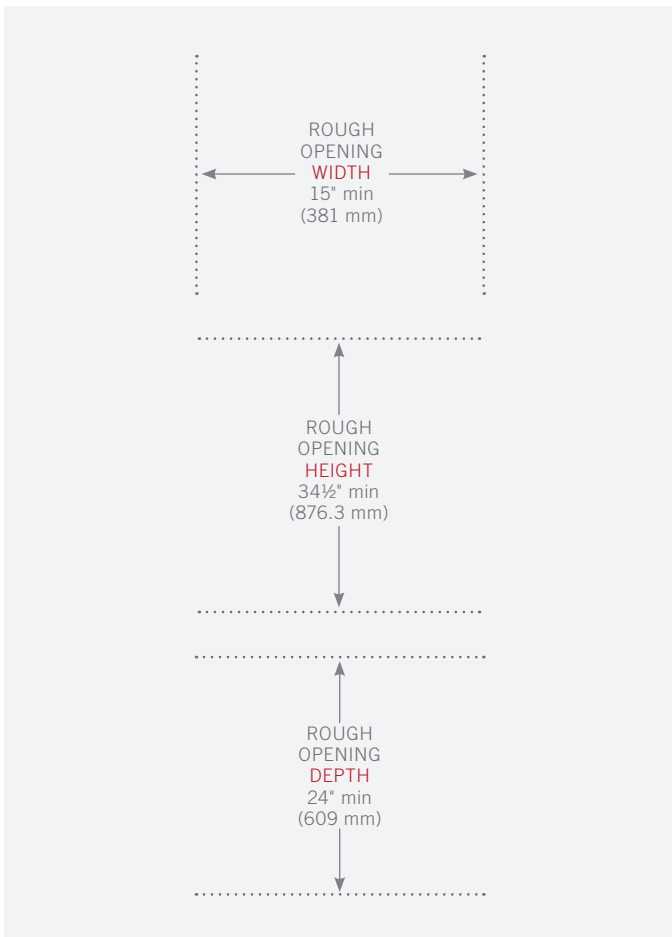 ROUGH
OPENING
WIDTH
15" min
(381 mm)
ROUGH
OPENING
HEIGHT
34½" min
(876.3 mm)
ROUGH
OPENING
DEPTH
24" min
(609 mm)